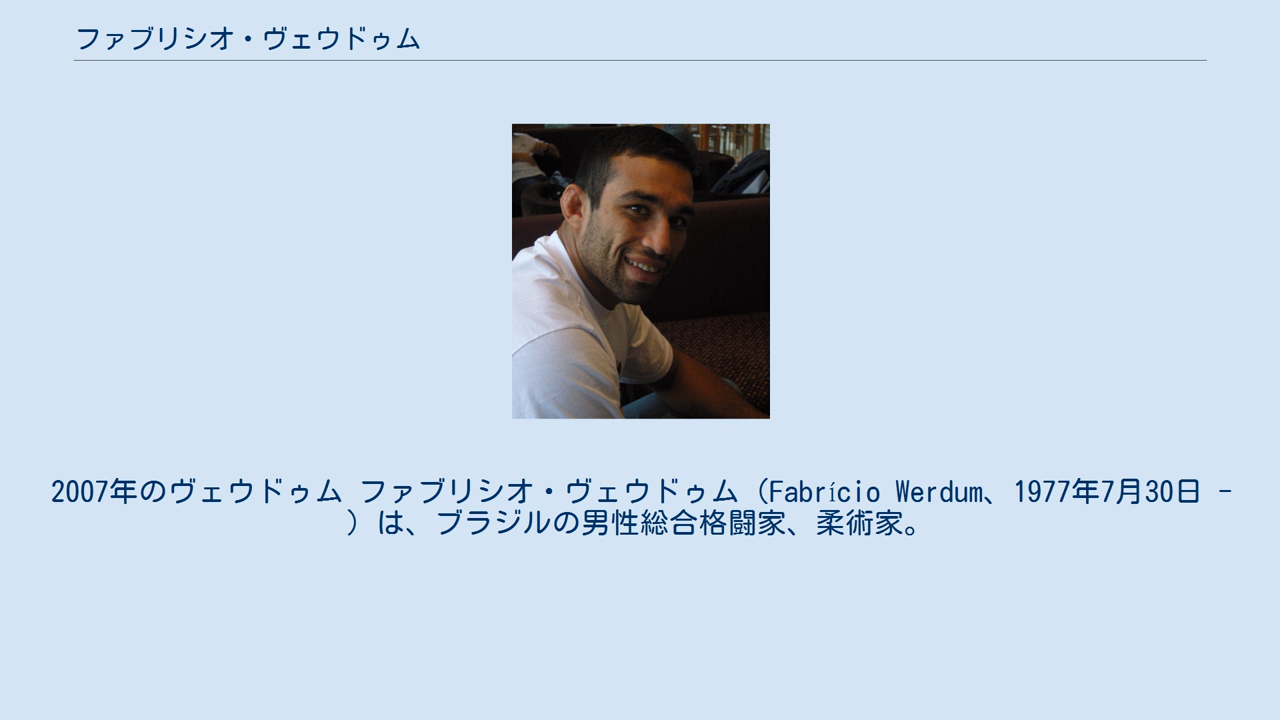 ファブリシオ・ヴェウドゥム
2007年のヴェウドゥム ファブリシオ・ヴェウドゥム（Fabrício Werdum、1977年7月30日 -
）は、ブラジルの男性総合格闘家、柔術家。